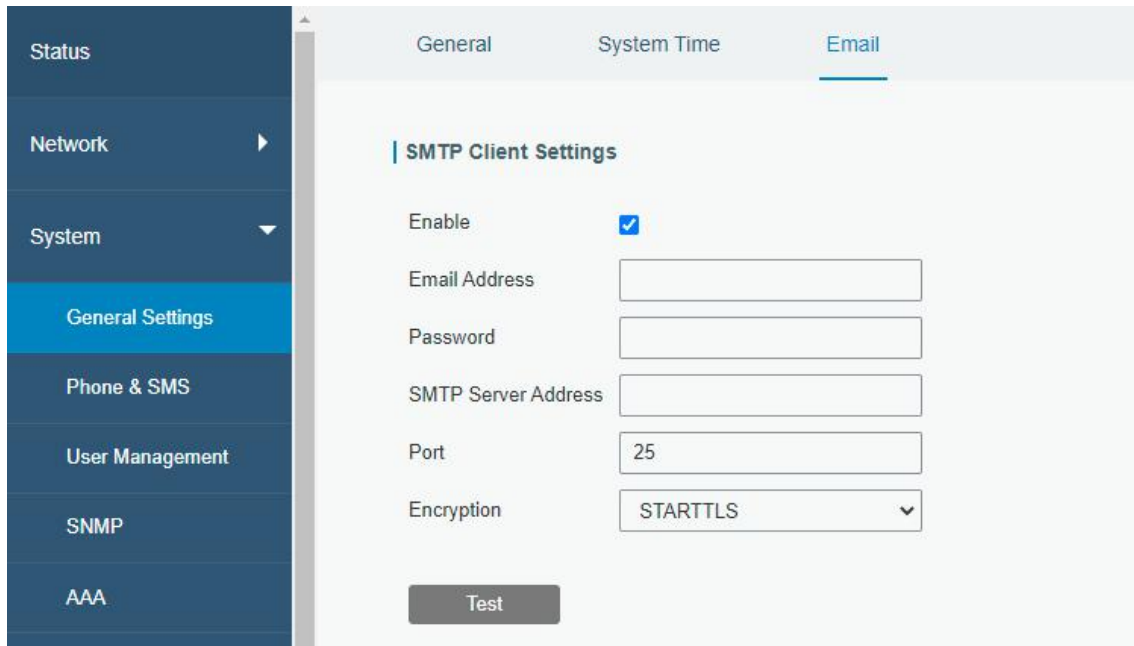 Status
Network
System
General Settings
Phone & SMS
User Management
SNMP
AAA
General System Time Email
SMTP Client Settings
Enable
Email Address
Password
SMTP Server Address
Port 25
Encryption STARTTLS
Test